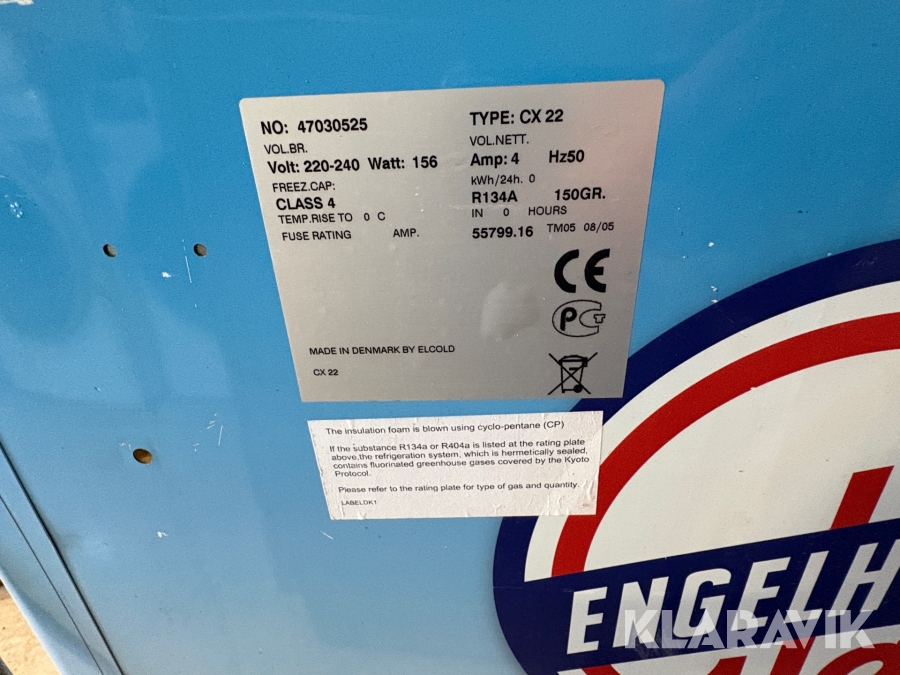 NO: 47030525 TYPE: CX 22
VOL.BR. VOL.NETT.
Volt: 220-240 Watt: 156 Amp: 4 Hz50
FREEZ.CAP: kWh/24h. 0
CLASS 4 R134A 150GR.
TEMP.RISE TO 0 C IN 0 HOURS
FUSE RATING AMP. 55799.16 TM05 08/05
CE
PCT
MADE IN DENMARK BY ELCOLD
CX 22
The insulation foam is blown using cyclo-pentane (CP)
If the substance R134a or R404a is listed at the rating plate
above,the refrigeration system, which is hermetically sealed,
contains fluorinated greenhouse gases covered by the Kyoto
Protocol.
Please refer to the rating plate for type of gas and quantity.
LABELDK1
ENGELH
KLARAVIK